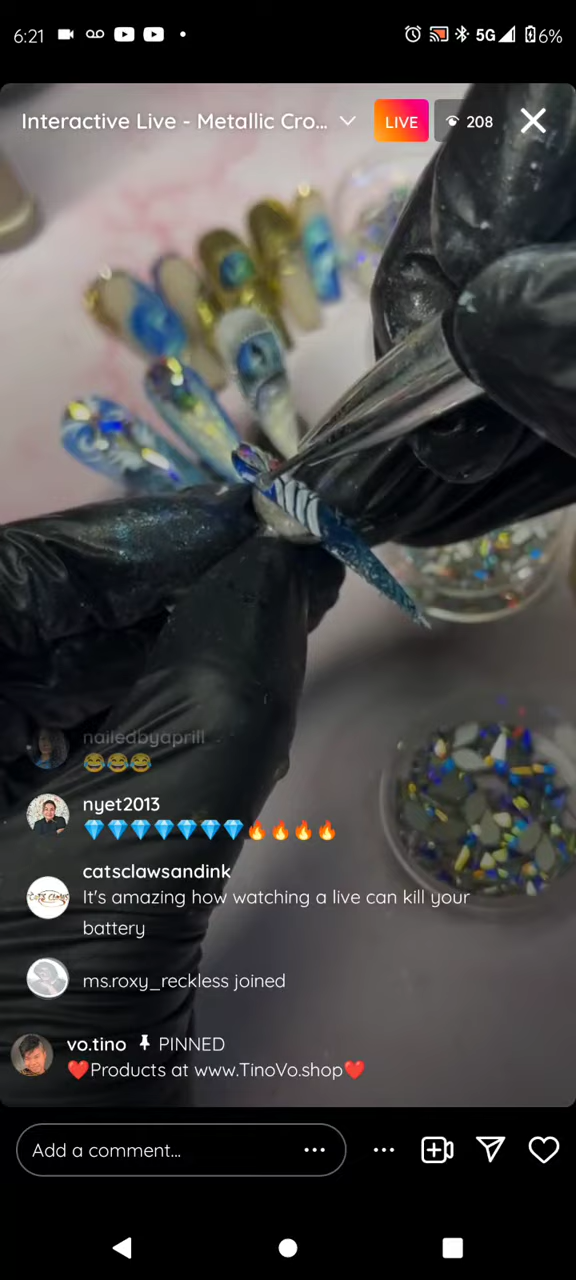 6:21
5G
6%
Interactive Live - Metallic Cro...
LIVE
208
nailedbyaprill
😂😂😂
nyet2013
💎💎💎💎💎💎💎🔥🔥🔥🔥
catsclawsandink
It's amazing how watching a live can kill your
battery
ms.roxy_reckless joined
vo.tino 📌 PINNED
❤️Products at www.TinoVo.shop❤️
Add a comment...